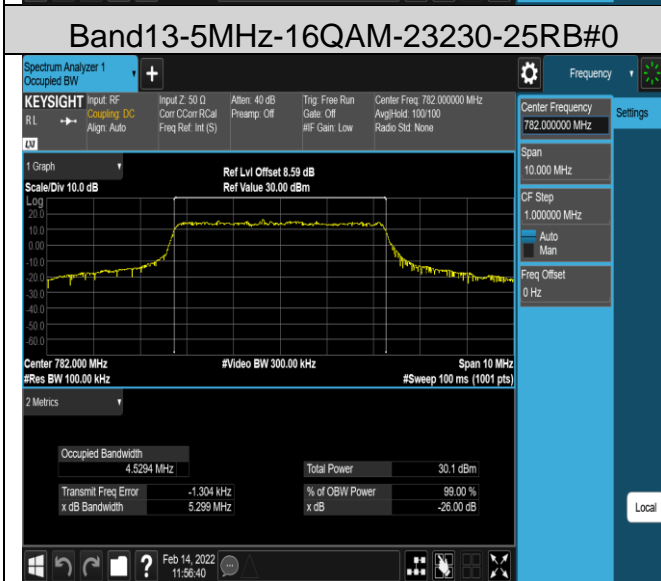 Band13-5MHz-16QAM-23230-25RB#0
Spectrum Analyzer 1
Occupied BW
+
Frequency
KEYSIGHT
RL
Input: RF
Coupling: DC
Align: Auto
Input Z: 50 Ω
Corr CCorr RCal
Freq Ref: Int (S)
Atten: 40 dB
Preamp: Off
Trig: Free Run
Gate: Off
#IF Gain: Low
Center Freq: 782.000000 MHz
Avg|Hold: 100/100
Radio Std: None
LXI
Center Frequency
782.000000 MHz
Settings
Span
10.000 MHz
CF Step
1.000000 MHz
Auto
Man
Freq Offset
0 Hz
1 Graph
Scale/Div 10.0 dB
Ref Lvl Offset 8.59 dB
Ref Value 30.00 dBm
Log
20.0
10.0
0.00
-10.0
-20.0
-30.0
-40.0
-50.0
-60.0
Center 782.000 MHz
#Video BW 300.00 kHz
Span 10 MHz
#Res BW 100.00 kHz
#Sweep 100 ms (1001 pts)
2 Metrics
Occupied Bandwidth
4.5294 MHz
Total Power 30.1 dBm
Transmit Freq Error -1.304 kHz
% of OBW Power 99.00 %
x dB Bandwidth 5.299 MHz
x dB -26.00 dB
Local
?
Feb 14, 2022
11:56:40